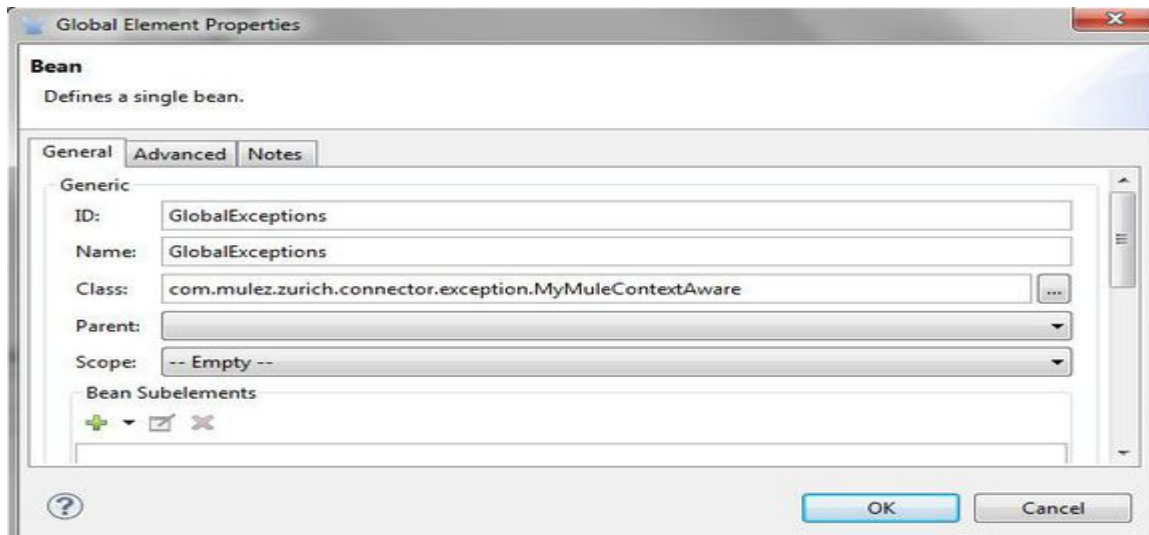 Global Element Properties
Bean
Defines a single bean.
General Advanced Notes
Generic
ID: GlobalExceptions
Name: GlobalExceptions
Class: com.mulez.zurich.connector.exception.MyMuleContextAware ...
Parent:
Scope: -- Empty --
Bean Subelements
? OK Cancel